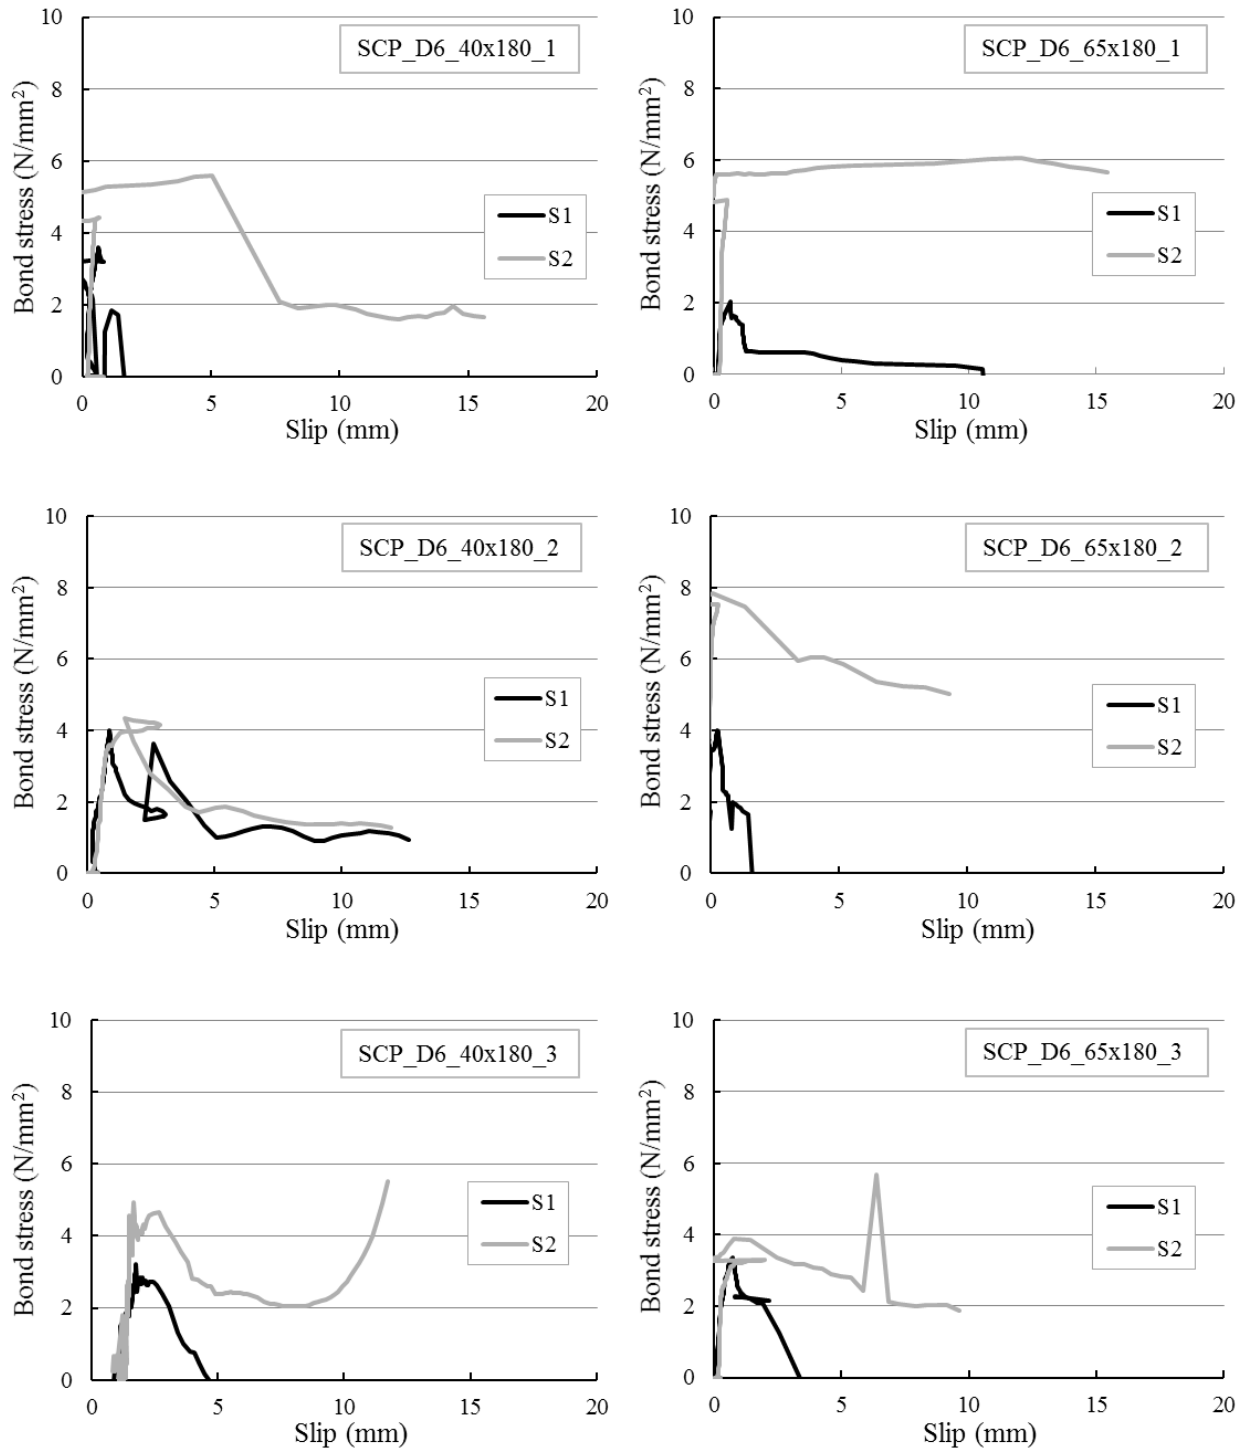 SCP_D6_40x180_1
Bond stress (N/mm²)
10
8
6
4
2
0
S1
S2
0 5 10 15 20
Slip (mm)
SCP_D6_65x180_1
Bond stress (N/mm²)
10
8
6
4
2
0
S1
S2
0 5 10 15 20
Slip (mm)
SCP_D6_40x180_2
Bond stress (N/mm²)
10
8
6
4
2
0
S1
S2
0 5 10 15 20
Slip (mm)
SCP_D6_65x180_2
Bond stress (N/mm²)
10
8
6
4
2
0
S1
S2
0 5 10 15 20
Slip (mm)
SCP_D6_40x180_3
Bond stress (N/mm²)
10
8
6
4
2
0
S1
S2
0 5 10 15 20
Slip (mm)
SCP_D6_65x180_3
Bond stress (N/mm²)
10
8
6
4
2
0
S1
S2
0 5 10 15 20
Slip (mm)